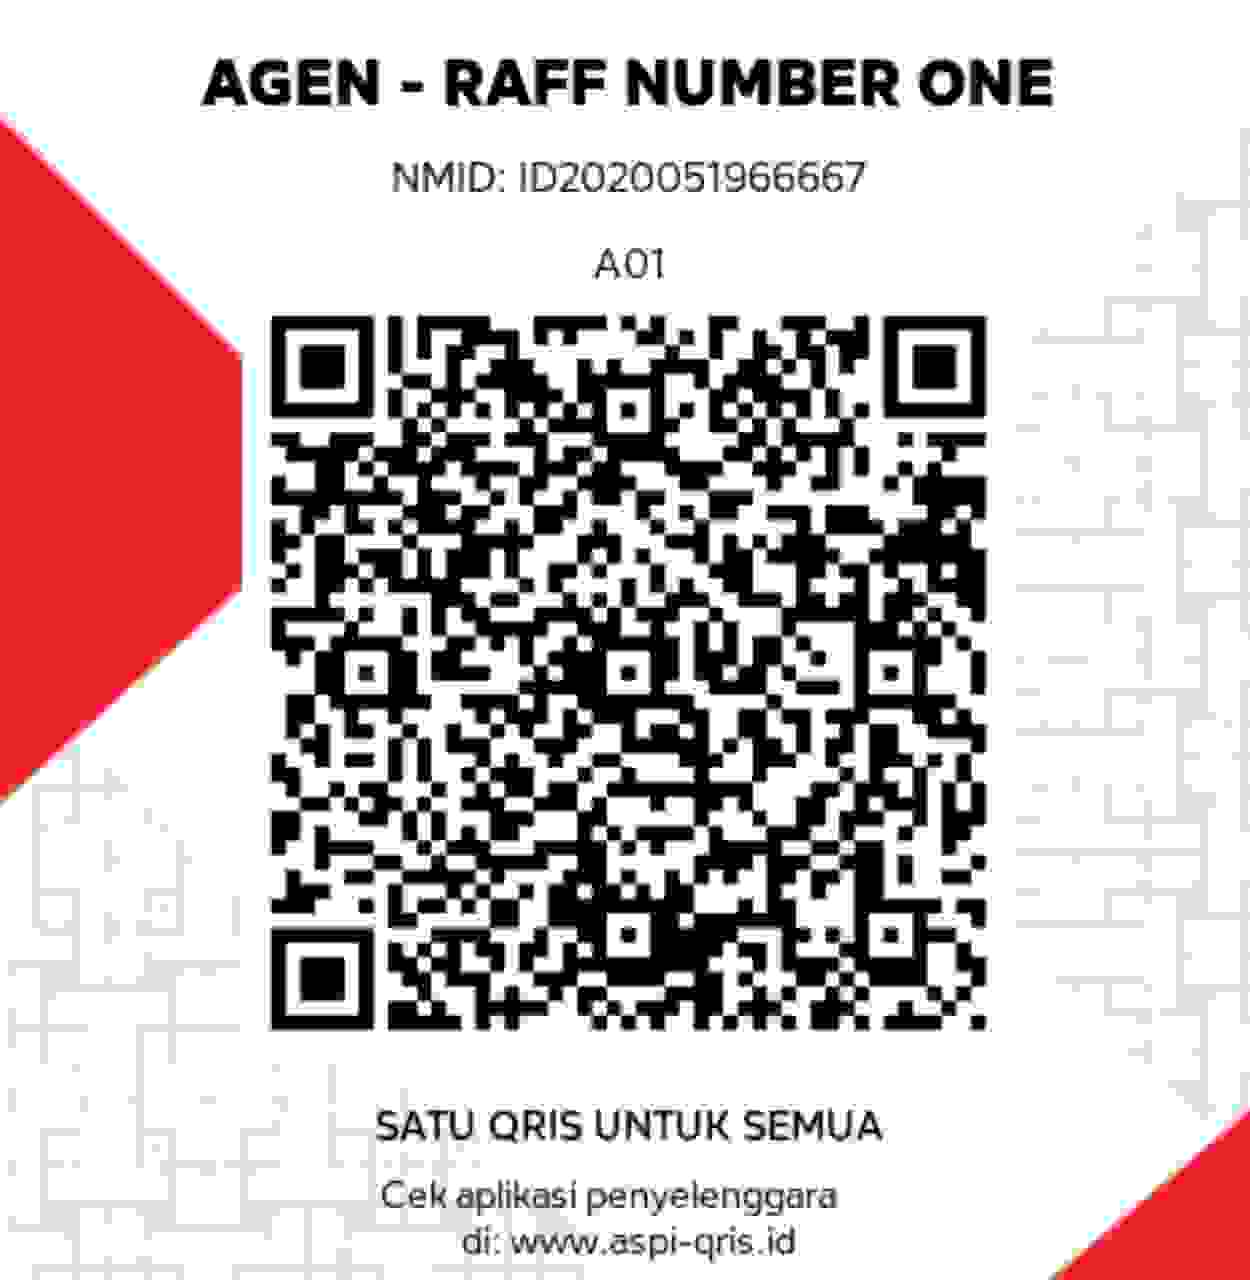 AGEN - RAFF NUMBER ONE
NMID: ID2020051966667
A01
SATU QRIS UNTUK SEMUA
Cek aplikasi penyelenggara
di: www.aspi-qris.id